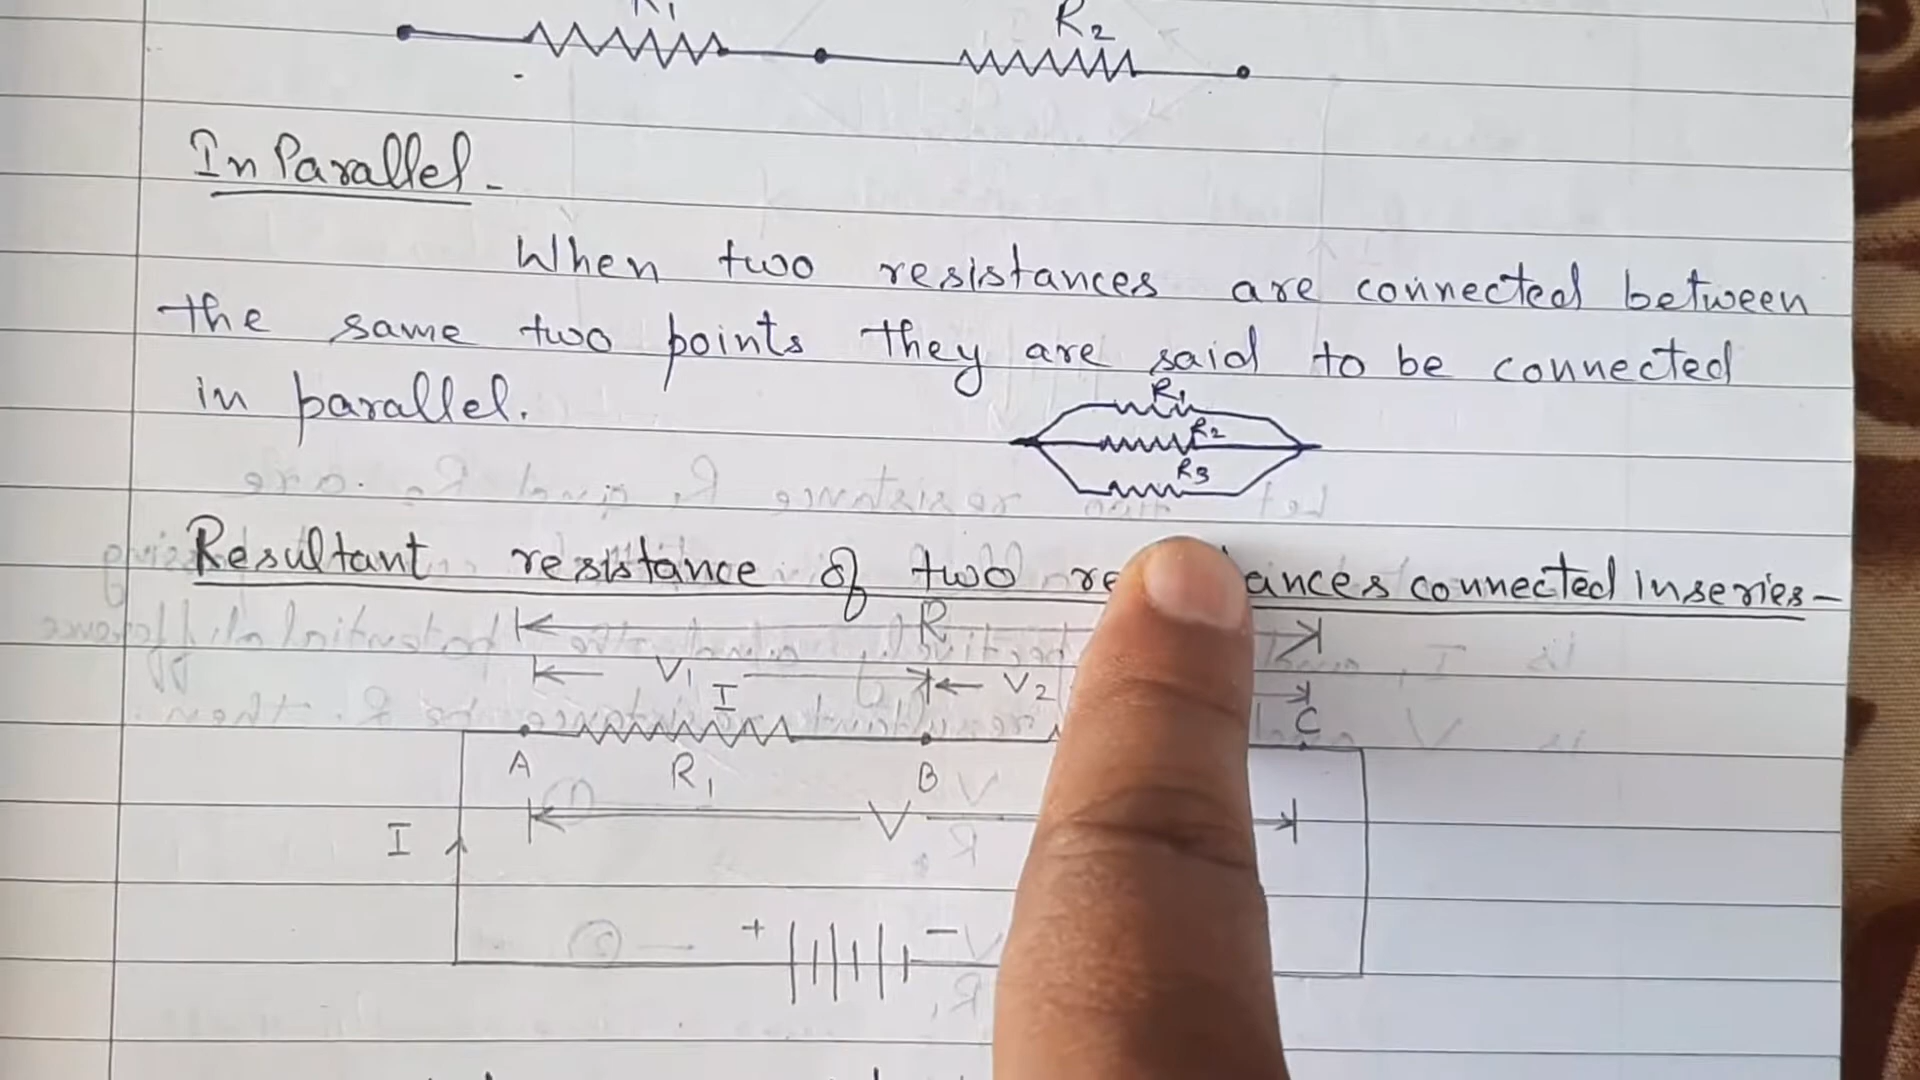 R1
R2
In Parallel-
When two resistances are connected between
the same two points they are said to be connected
in parallel.
R1
R2
R3
Resultant resistance of two re ances connected in series-
R
V1
V2
I
C
A
R1
B
V
I
+
-